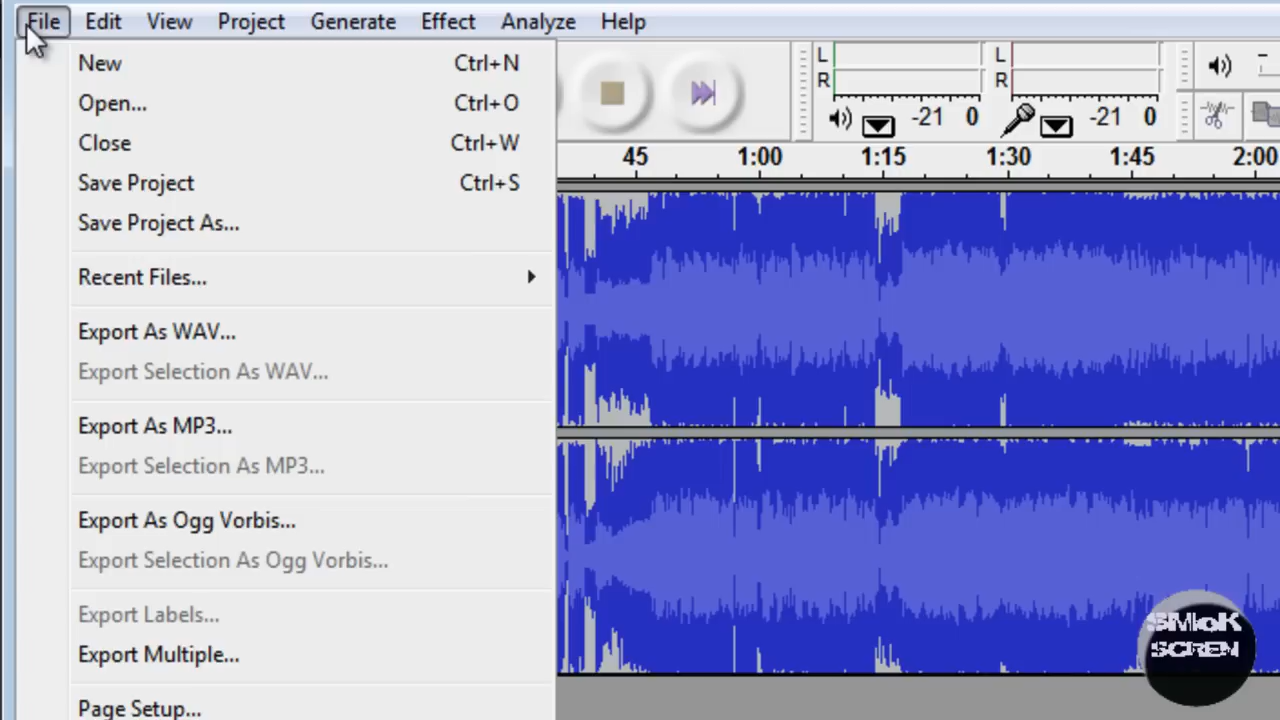 File Edit View Project Generate Effect Analyze Help
New Ctrl+N
Open... Ctrl+O
Close Ctrl+W
Save Project Ctrl+S
Save Project As...
Recent Files...
Export As WAV...
Export Selection As WAV...
Export As MP3...
Export Selection As MP3...
Export As Ogg Vorbis...
Export Selection As Ogg Vorbis...
Export Labels...
Export Multiple...
Page Setup...
L L
R R
-21 0 -21 0
45 1:00 1:15 1:30 1:45 2:00
SMoK
SCREN